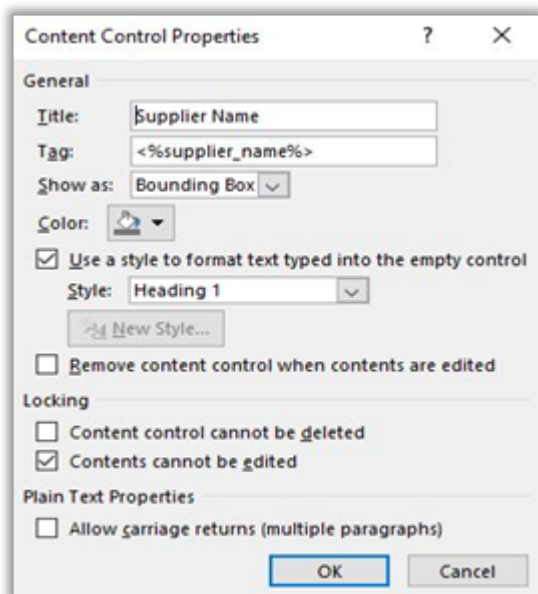 Content Control Properties ? ✕
General
Title: Supplier Name
Tag: <%supplier_name%>
Show as: Bounding Box
Color:
Use a style to format text typed into the empty control
Style: Heading 1
New Style...
Remove content control when contents are edited
Locking
Content control cannot be deleted
Contents cannot be edited
Plain Text Properties
Allow carriage returns (multiple paragraphs)
OK Cancel